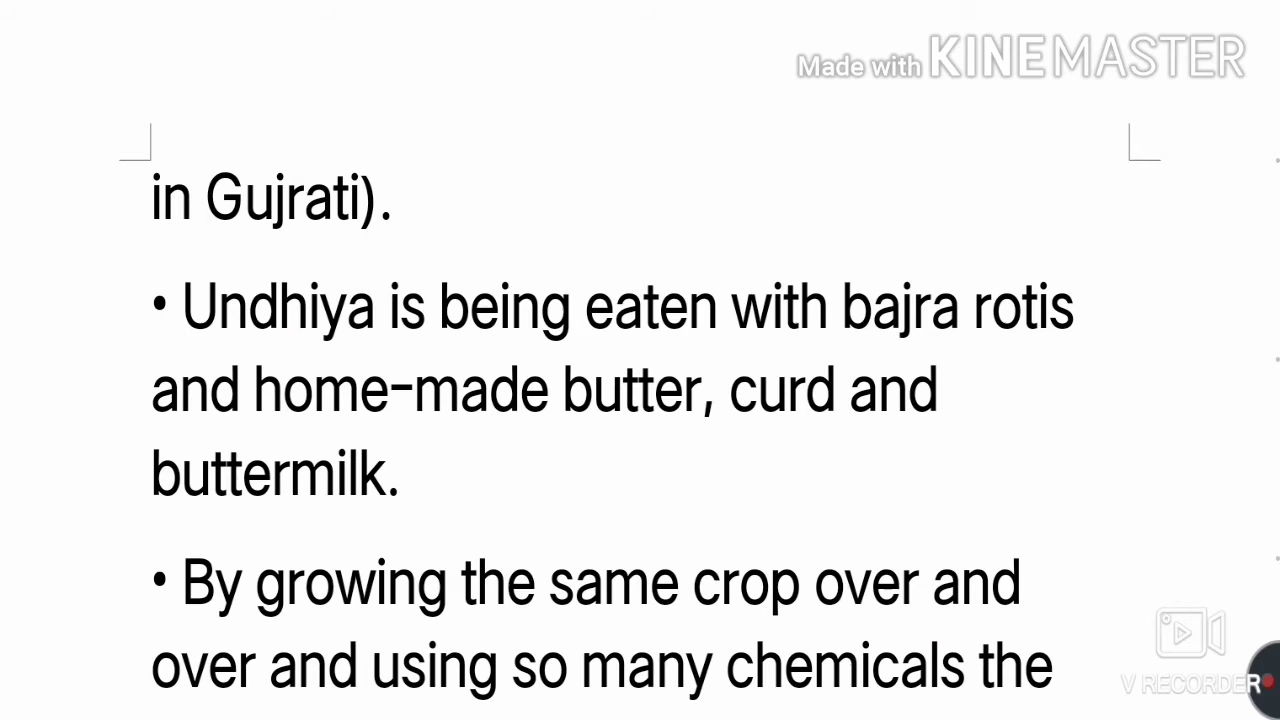 Made with KINEMASTER
in Gujrati).
• Undhiya is being eaten with bajra rotis
and home-made butter, curd and
buttermilk.
• By growing the same crop over and
over and using so many chemicals the
V RECORDER